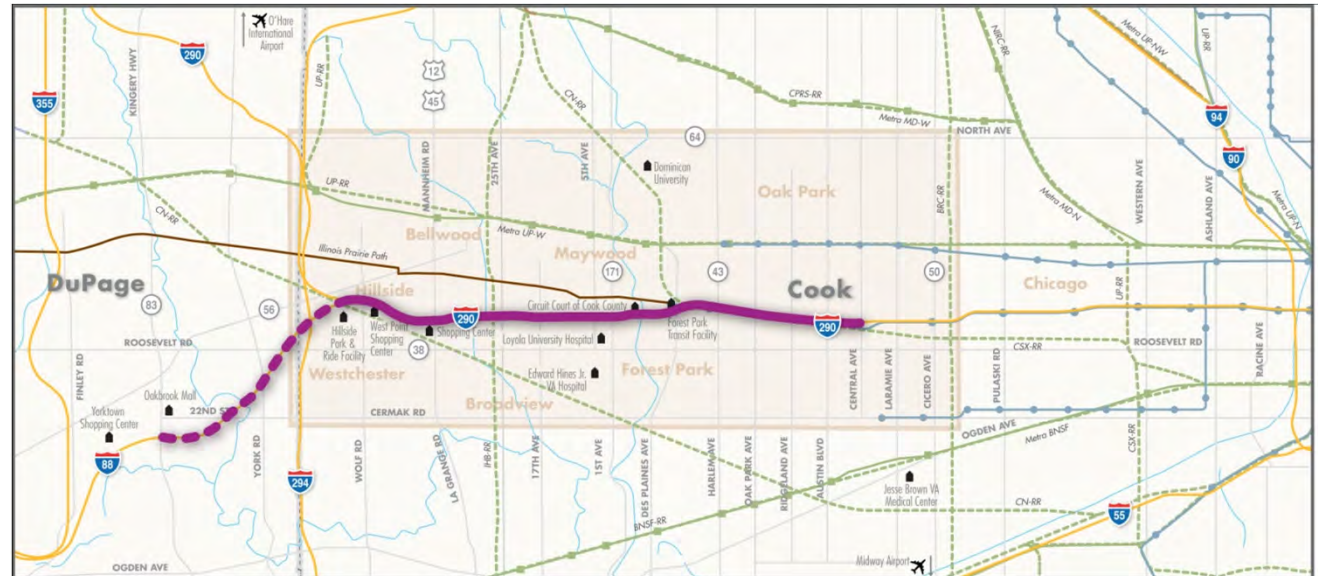 O'Hare
International
Airport
290
355
KINGERY HWY
UP-RR
12
45
CN-RR
CPRS-RR
Metra MD-W
NRC-RR
Metra UP-NW
UP-RR
94
90
NORTH AVE
64
MANNHEIM RD
25TH AVE
5TH AVE
Dominican
University
Oak Park
BRC-RR
Metra MD-N
WESTERN AVE
ASHLAND AVE
Metra UP-N
UP-RR
CN-RR
Bellwood
Metra UP-W
Maywood
Illinois Prairie Path
171
43
50
DuPage
83
56
Hillside
Cook
Chicago
UP-RR
290
Circuit Court of Cook County
Forest Park
Transit Facility
290
Hillside
Park &
Ride Facility
West Point
Shopping
Center
Shopping Center
38
Loyola University Hospital
ROOSEVELT RD
CSX-RR
ROOSEVELT RD
RACINE AVE
FINLEY RD
Westchester
Edward Hines Jr.
VA Hospital
Forest Park
CENTRAL AVE
LARAMIE AVE
CICERO AVE
PULASKI RD
Oakbrook Mall
22ND ST
Yorktown
Shopping Center
CERMAK RD
Broadview
OGDEN AVE
Metra BNSF
88
YORK RD
294
WOLF RD
LA GRANGE RD
IHB-RR
17TH AVE
1ST AVE
DES PLAINES AVE
HARLEM AVE
OAK PARK AVE
RIDGELAND AVE
AUSTIN BLVD
CSX-RR
Jesse Brown VA
Medical Center
CN-RR
55
BNSF-RR
OGDEN AVE
Midway Airport